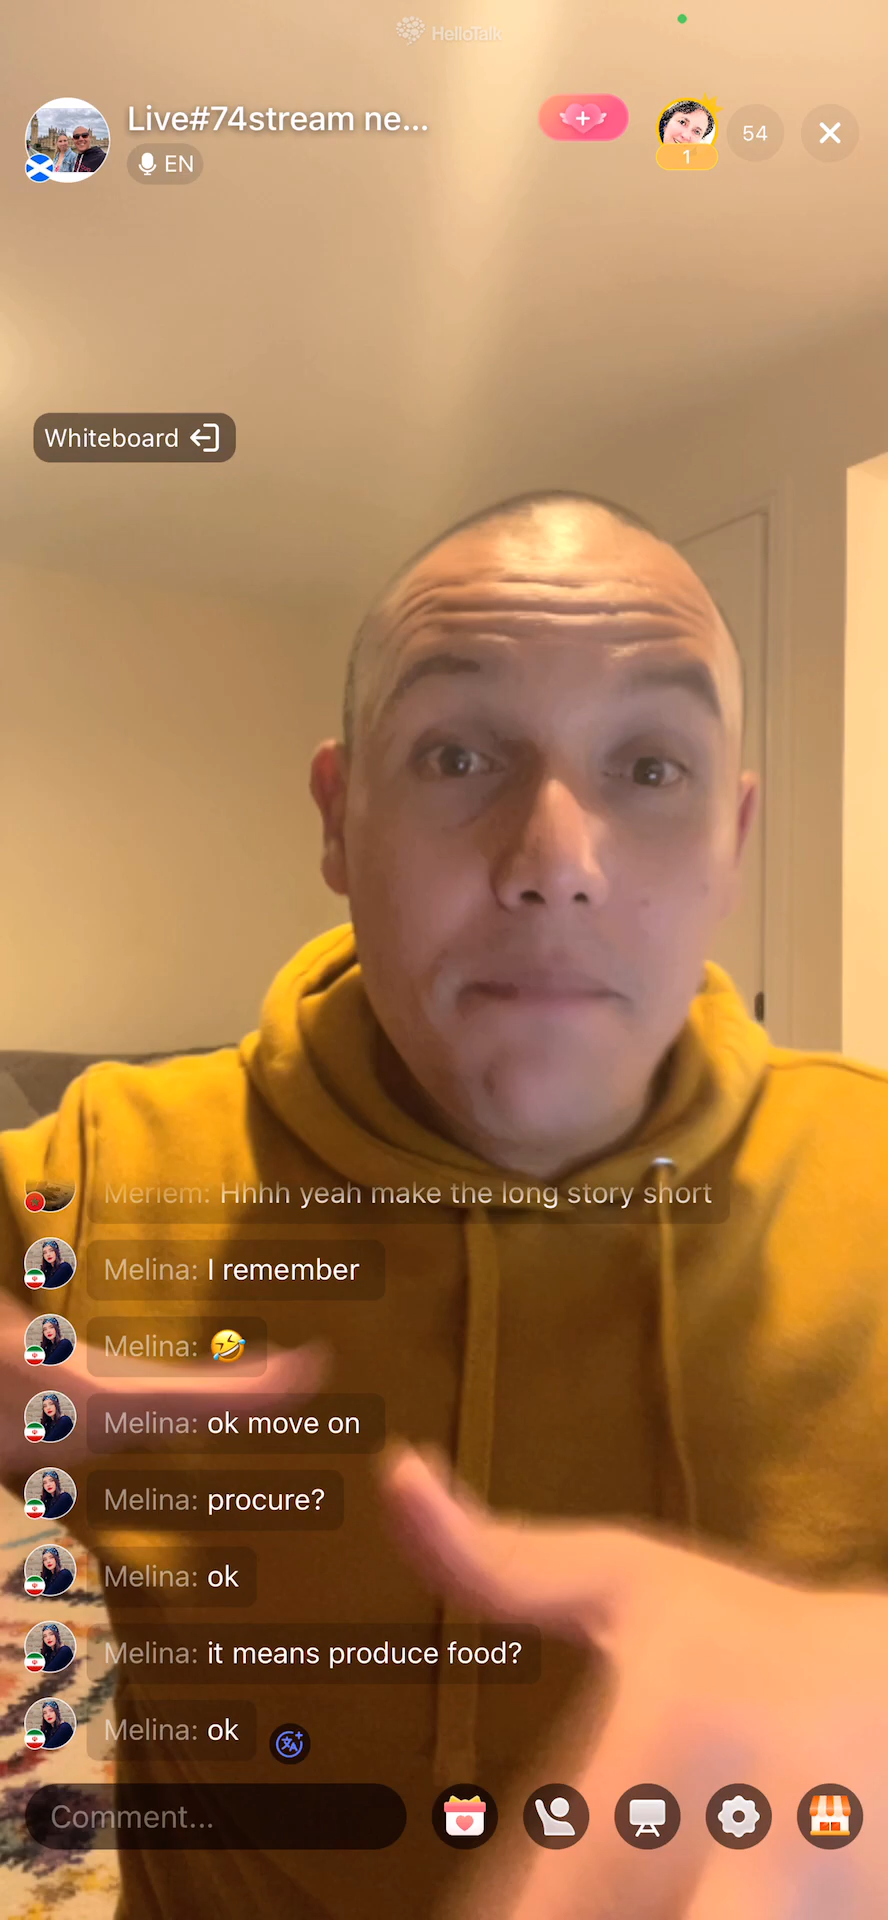 HelloTalk
Live#74stream ne...
EN
1
54
Whiteboard
Meriem: Hhhh yeah make the long story short
Melina: I remember
Melina: 🤣
Melina: ok move on
Melina: procure?
Melina: ok
Melina: it means produce food?
Melina: ok
Comment...